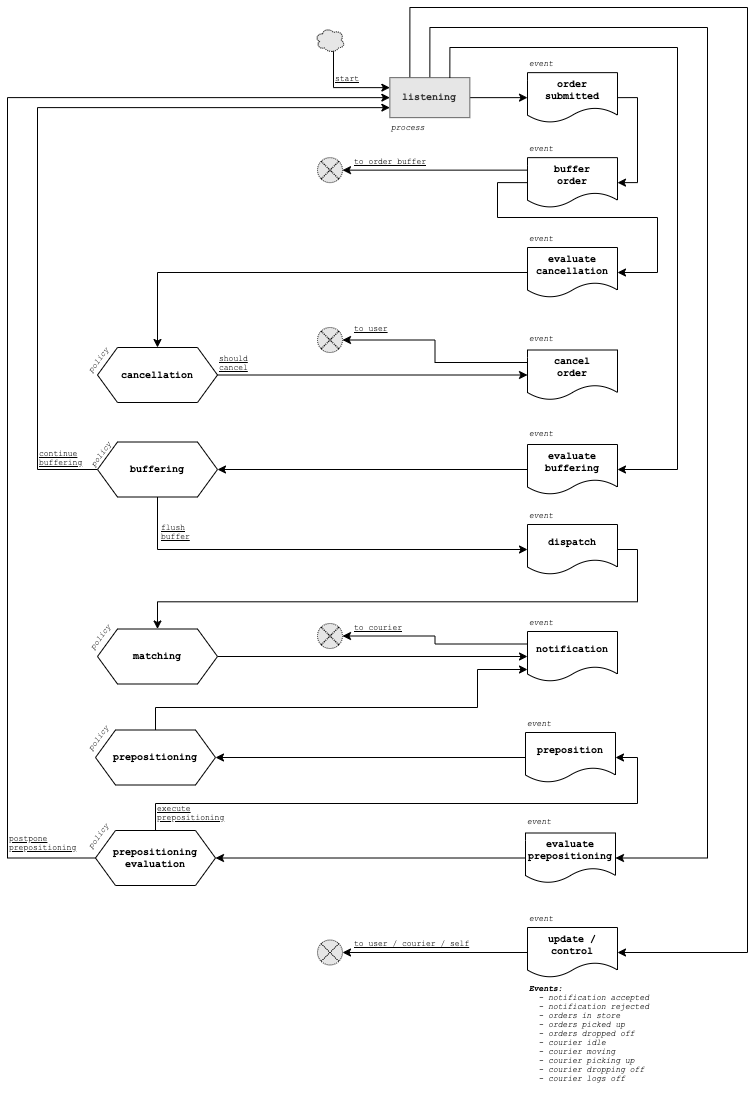 event
order
submitted
start
listening
process
event
to order buffer
buffer
order
event
evaluate
cancellation
to user
event
cancel
order
policy
cancellation
should
cancel
event
evaluate
buffering
policy
buffering
continue
buffering
flush
buffer
event
dispatch
event
notification
to courier
policy
matching
event
preposition
policy
prepositioning
execute
prepositioning
event
evaluate
prepositioning
policy
prepositioning
evaluation
postpone
prepositioning
event
update /
control
to user / courier / self
Events:
- notification accepted
- notification rejected
- orders in store
- orders picked up
- orders dropped off
- courier idle
- courier moving
- courier picking up
- courier dropping off
- courier logs off